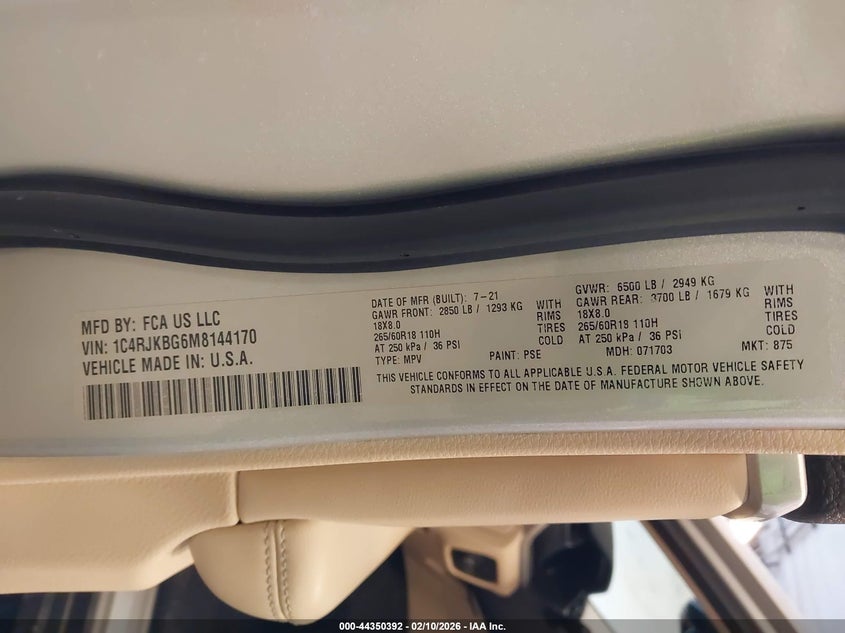 MFD BY: FCA US LLC
VIN: 1C4RJKBG6M8144170
VEHICLE MADE IN: U.S.A.
DATE OF MFR (BUILT): 7-21
GAWR FRONT: 2850 LB / 1293 KG WITH
18X8.0 RIMS
265/60R18 110H TIRES
AT 250 kPa / 36 PSI COLD
TYPE: MPV PAINT: PSE
GVWR: 6500 LB / 2949 KG
GAWR REAR: 3700 LB / 1679 KG WITH
18X8.0 RIMS
265/60R18 110H TIRES
AT 250 kPa / 36 PSI COLD
MDH: 071703 MKT: 875
THIS VEHICLE CONFORMS TO ALL APPLICABLE U.S.A. FEDERAL MOTOR VEHICLE SAFETY
STANDARDS IN EFFECT ON THE DATE OF MANUFACTURE SHOWN ABOVE.
000-44350392 - 02/10/2026 - IAA Inc.